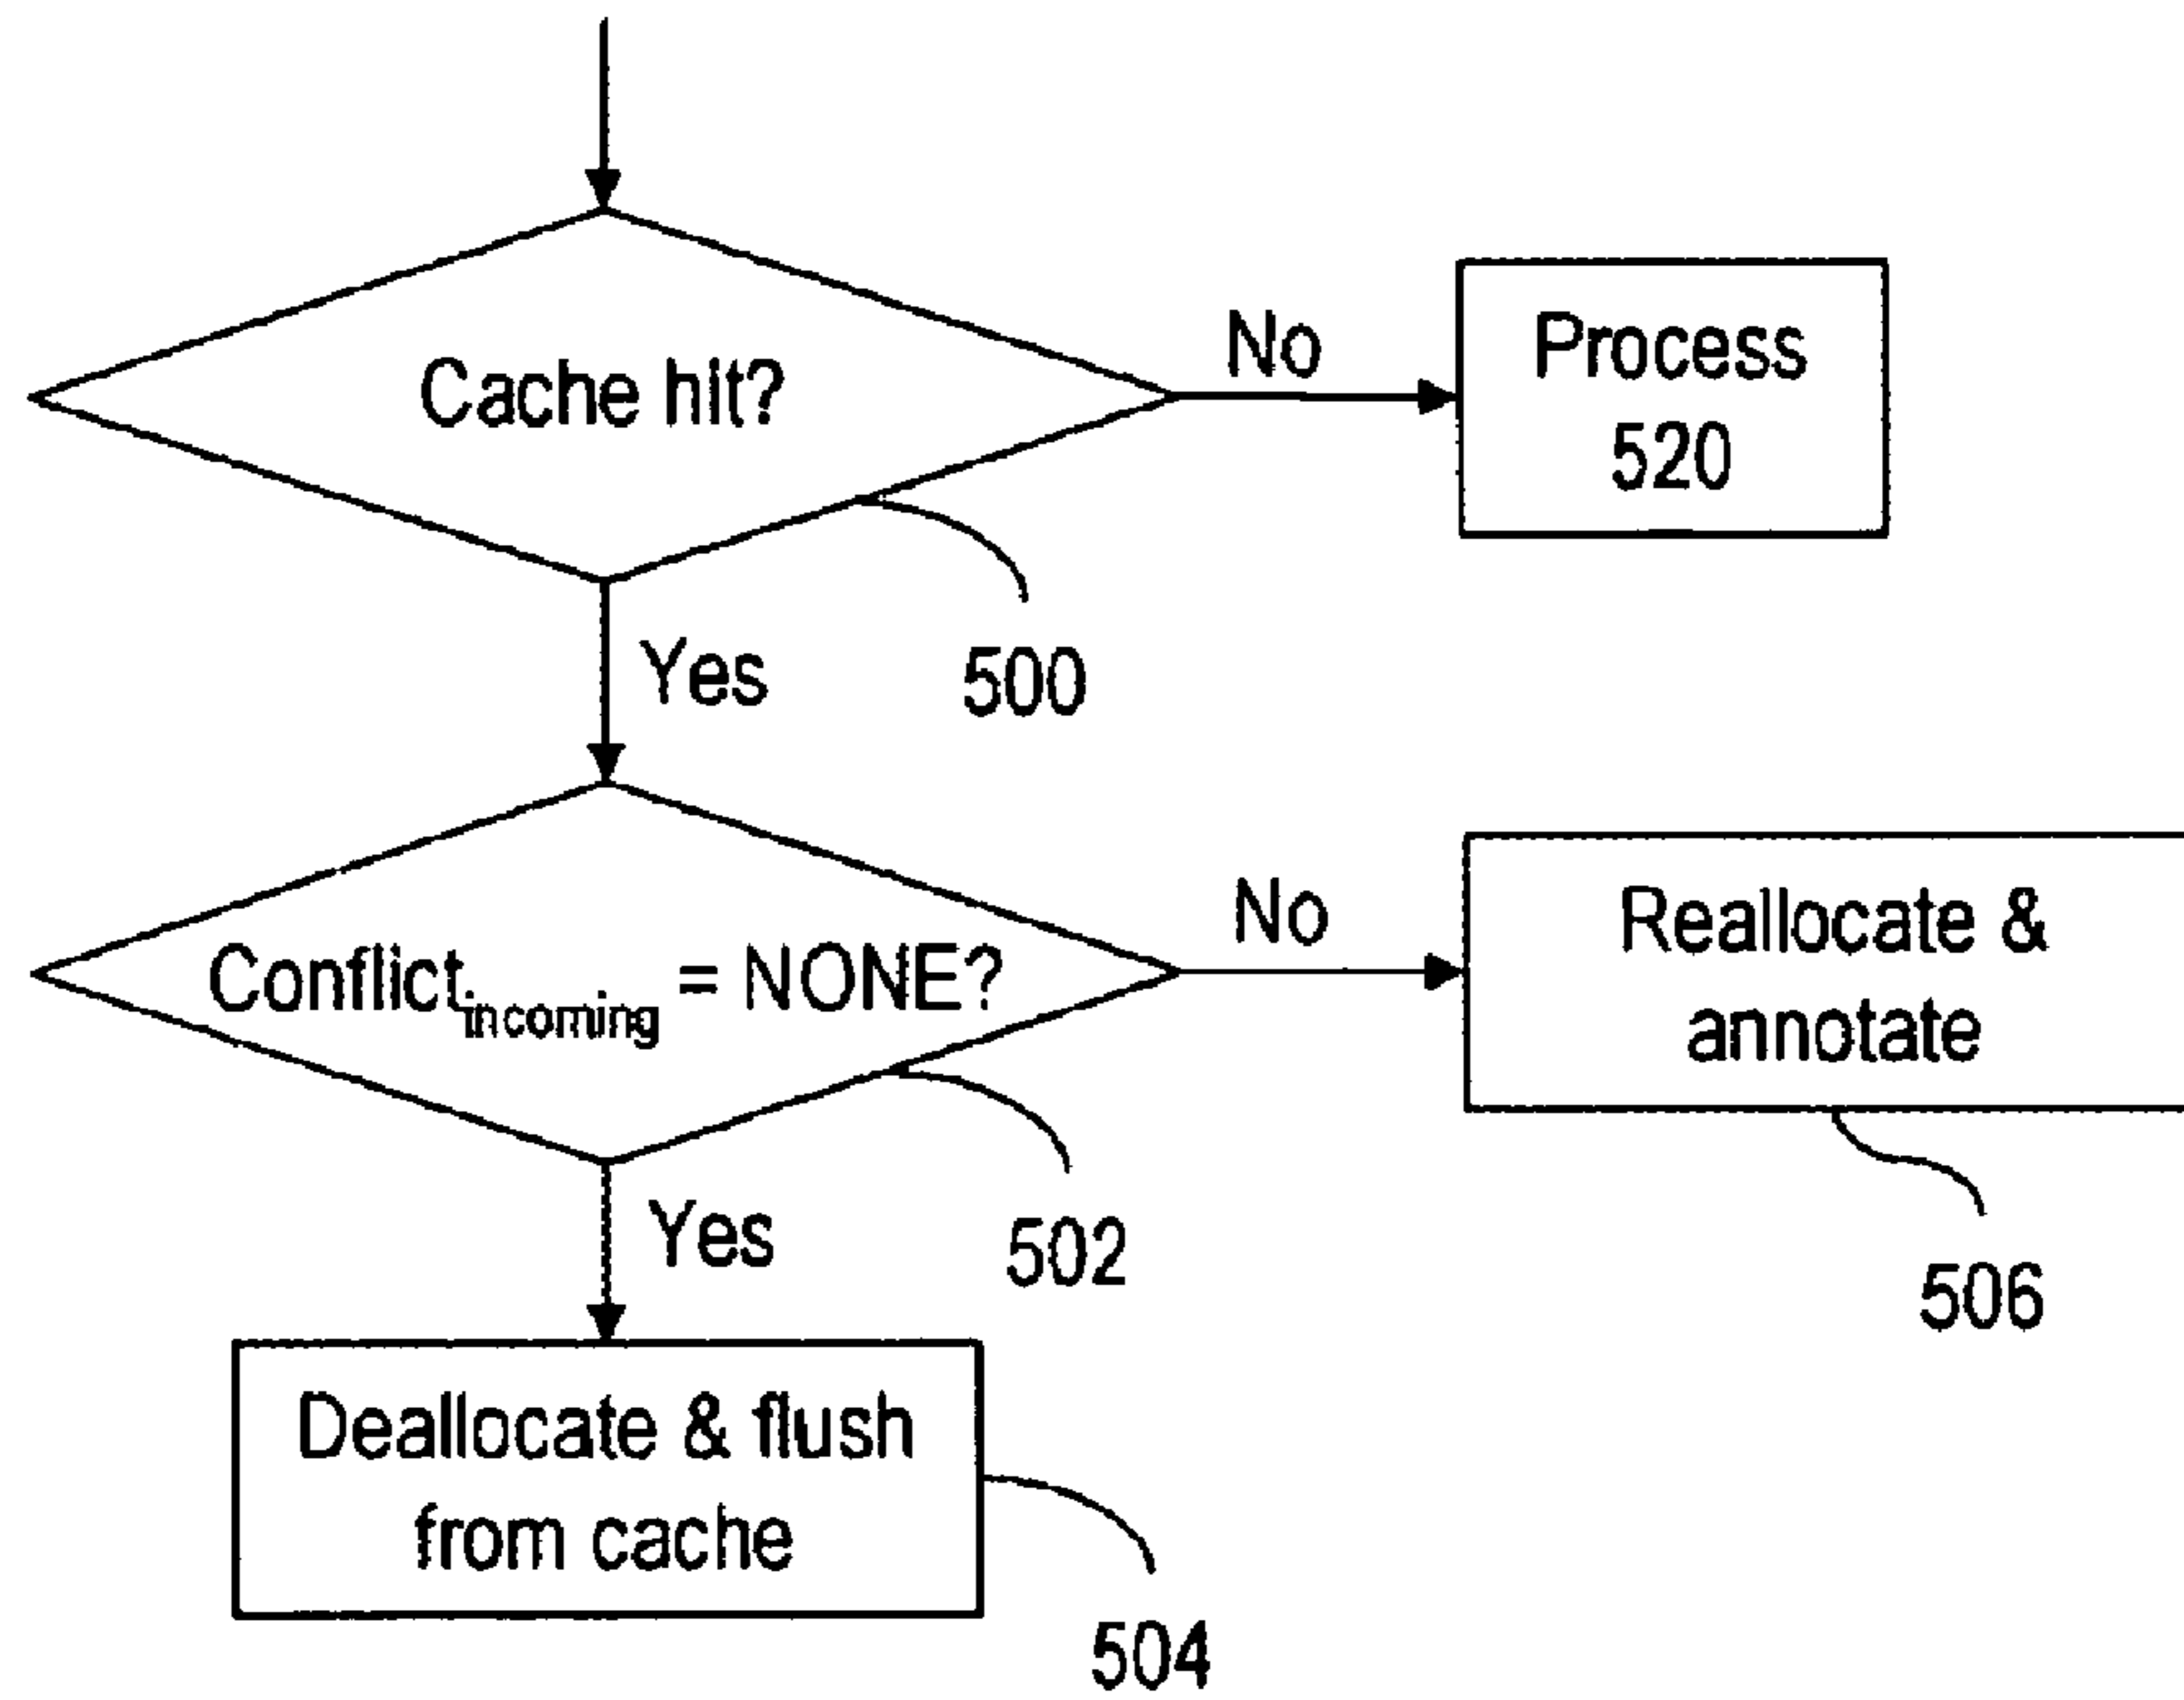 Cache hit?
No
Process
520
Yes
500
Conflict_incoming = NONE?
No
Reallocate &
annotate
Yes
502
506
Deallocate & flush
from cache
504